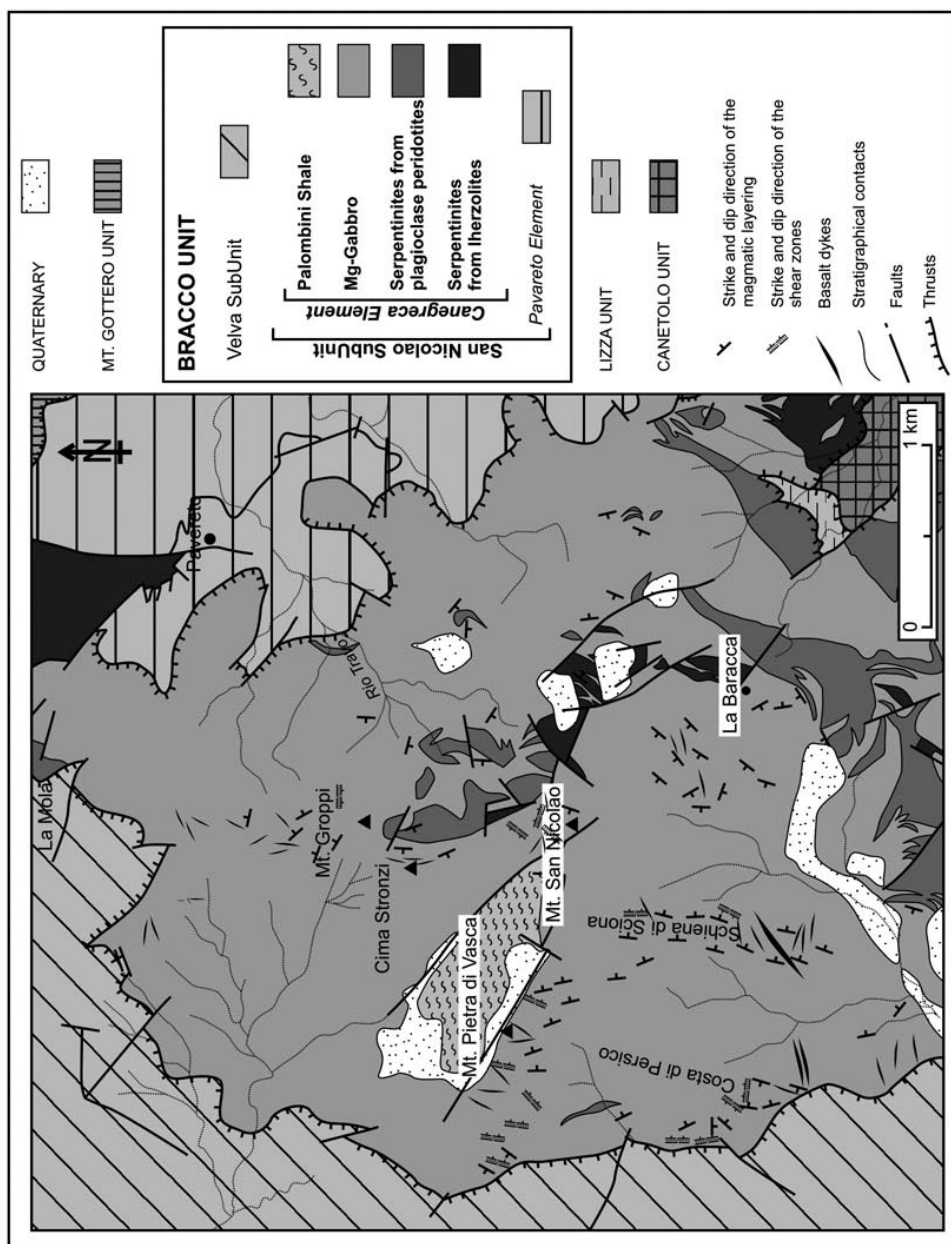 La Mola
Pavereto
N
Mt. Groppi
Rio Travo
Cima Stronzi
Mt. Pietra di Vasca
Mt. San Nicolao
La Baracca
Schiena di Sciona
Costa di Persico
0
1 km
QUATERNARY
MT. GOTTERO UNIT
BRACCO UNIT
Velva SubUnit
San Nicolao SubUnit
Canegreca Element
Palombini Shale
Mg-Gabbro
Serpentinites from
plagioclase peridotites
Serpentinites
from lherzolites
Pavareto Element
LIZZA UNIT
CANETOLO UNIT
Strike and dip direction of the
magmatic layering
Strike and dip direction of the
shear zones
Basalt dykes
Stratigraphical contacts
Faults
Thrusts